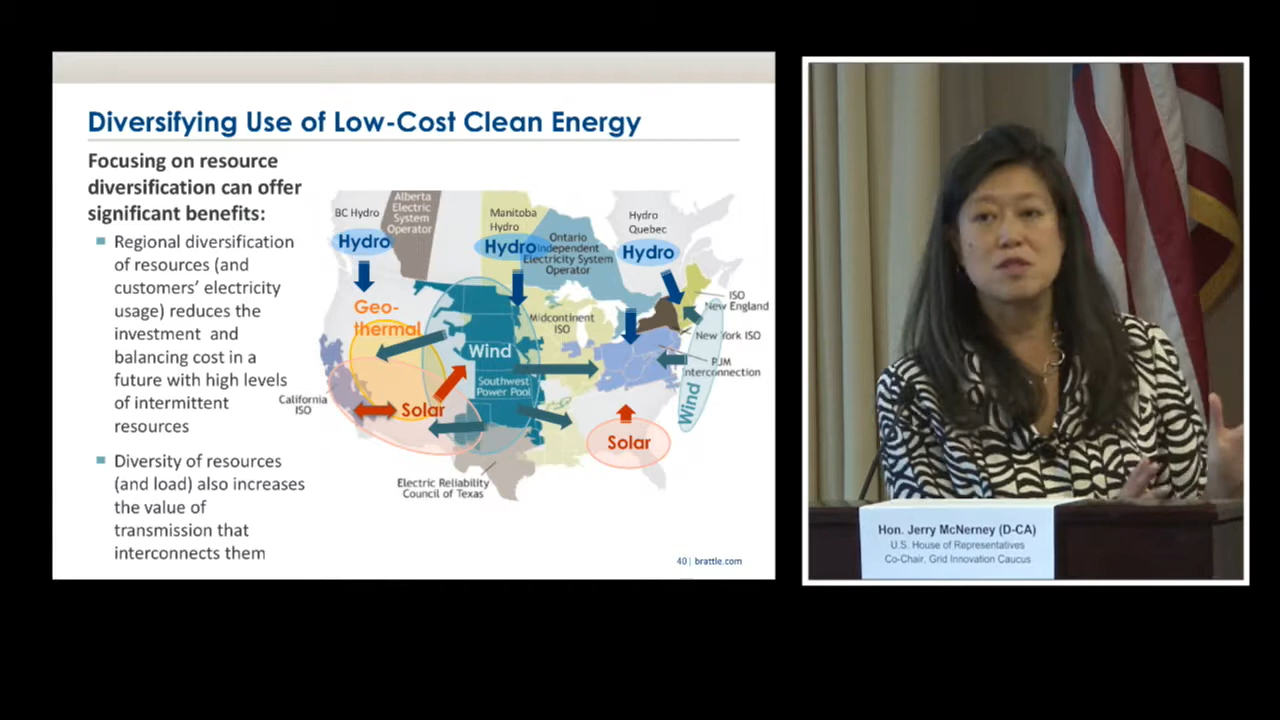 Diversifying Use of Low-Cost Clean Energy
Focusing on resource
diversification can offer
significant benefits:
Regional diversification
of resources (and
customers’ electricity
usage) reduces the
investment and
balancing cost in a
future with high levels
of intermittent
resources
Diversity of resources
(and load) also increases
the value of
transmission that
interconnects them
BC Hydro
Hydro
Alberta
Electric
System
Operator
Manitoba
Hydro
Hydro
Ontario
Independent
Electricity System
Operator
Hydro
Quebec
Hydro
Geo-
thermal
Midcontinent
ISO
ISO
New England
New York ISO
PJM
Interconnection
Wind
Wind
Southwest
Power Pool
California
ISO
Solar
Solar
Electric Reliability
Council of Texas
40 | brattle.com
Hon. Jerry McNerney (D-CA)
U.S. House of Representatives
Co-Chair, Grid Innovation Caucus